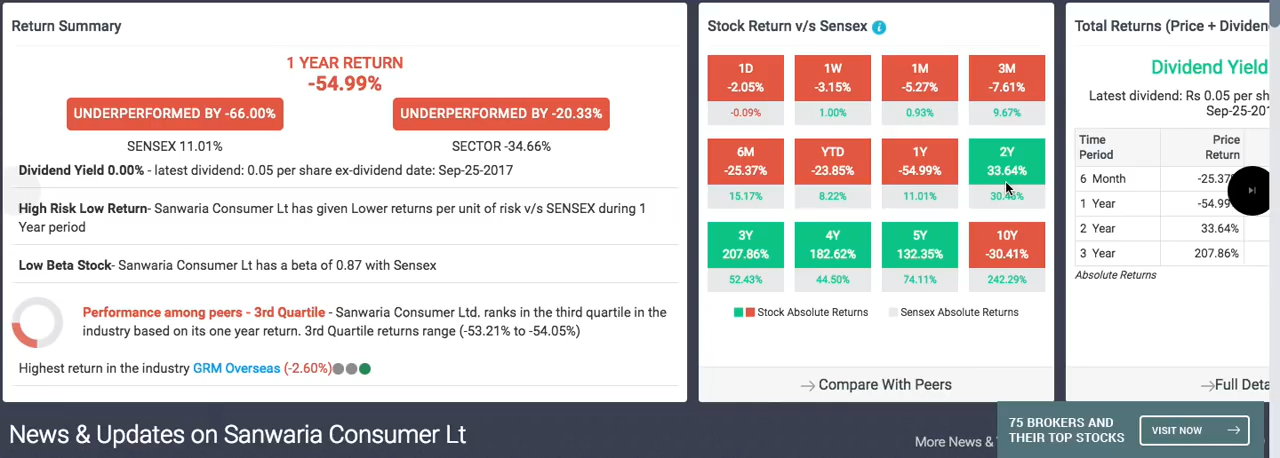 Return Summary
1 YEAR RETURN
-54.99%
UNDERPERFORMED BY -66.00%
UNDERPERFORMED BY -20.33%
SENSEX 11.01%
SECTOR -34.66%
Dividend Yield 0.00% - latest dividend: 0.05 per share ex-dividend date: Sep-25-2017
High Risk Low Return- Sanwaria Consumer Lt has given Lower returns per unit of risk v/s SENSEX during 1
Year period
Low Beta Stock- Sanwaria Consumer Lt has a beta of 0.87 with Sensex
Performance among peers - 3rd Quartile - Sanwaria Consumer Ltd. ranks in the third quartile in the
industry based on its one year return. 3rd Quartile returns range (-53.21% to -54.05%)
Highest return in the industry GRM Overseas (-2.60%)
Stock Return v/s Sensex
1D 1W 1M 3M
-2.05% -3.15% -5.27% -7.61%
-0.09% 1.00% 0.93% 9.67%
6M YTD 1Y 2Y
-25.37% -23.85% -54.99% 33.64%
15.17% 8.22% 11.01%
3Y 4Y 5Y 10Y
207.86% 182.62% 132.35% -30.41%
52.43% 44.50% 74.11% 242.29%
Stock Absolute Returns Sensex Absolute Returns
Compare With Peers
Total Returns (Price +
Dividend Yield
Latest dividend: Rs 0.05 per
Time Price
Period Return
6 Month
1 Year
2 Year 33.64%
3 Year 207.86%
Absolute Returns
Full
News & Updates on Sanwaria Consumer Lt
More News &
75 BROKERS AND
THEIR TOP STOCKS
VISIT NOW